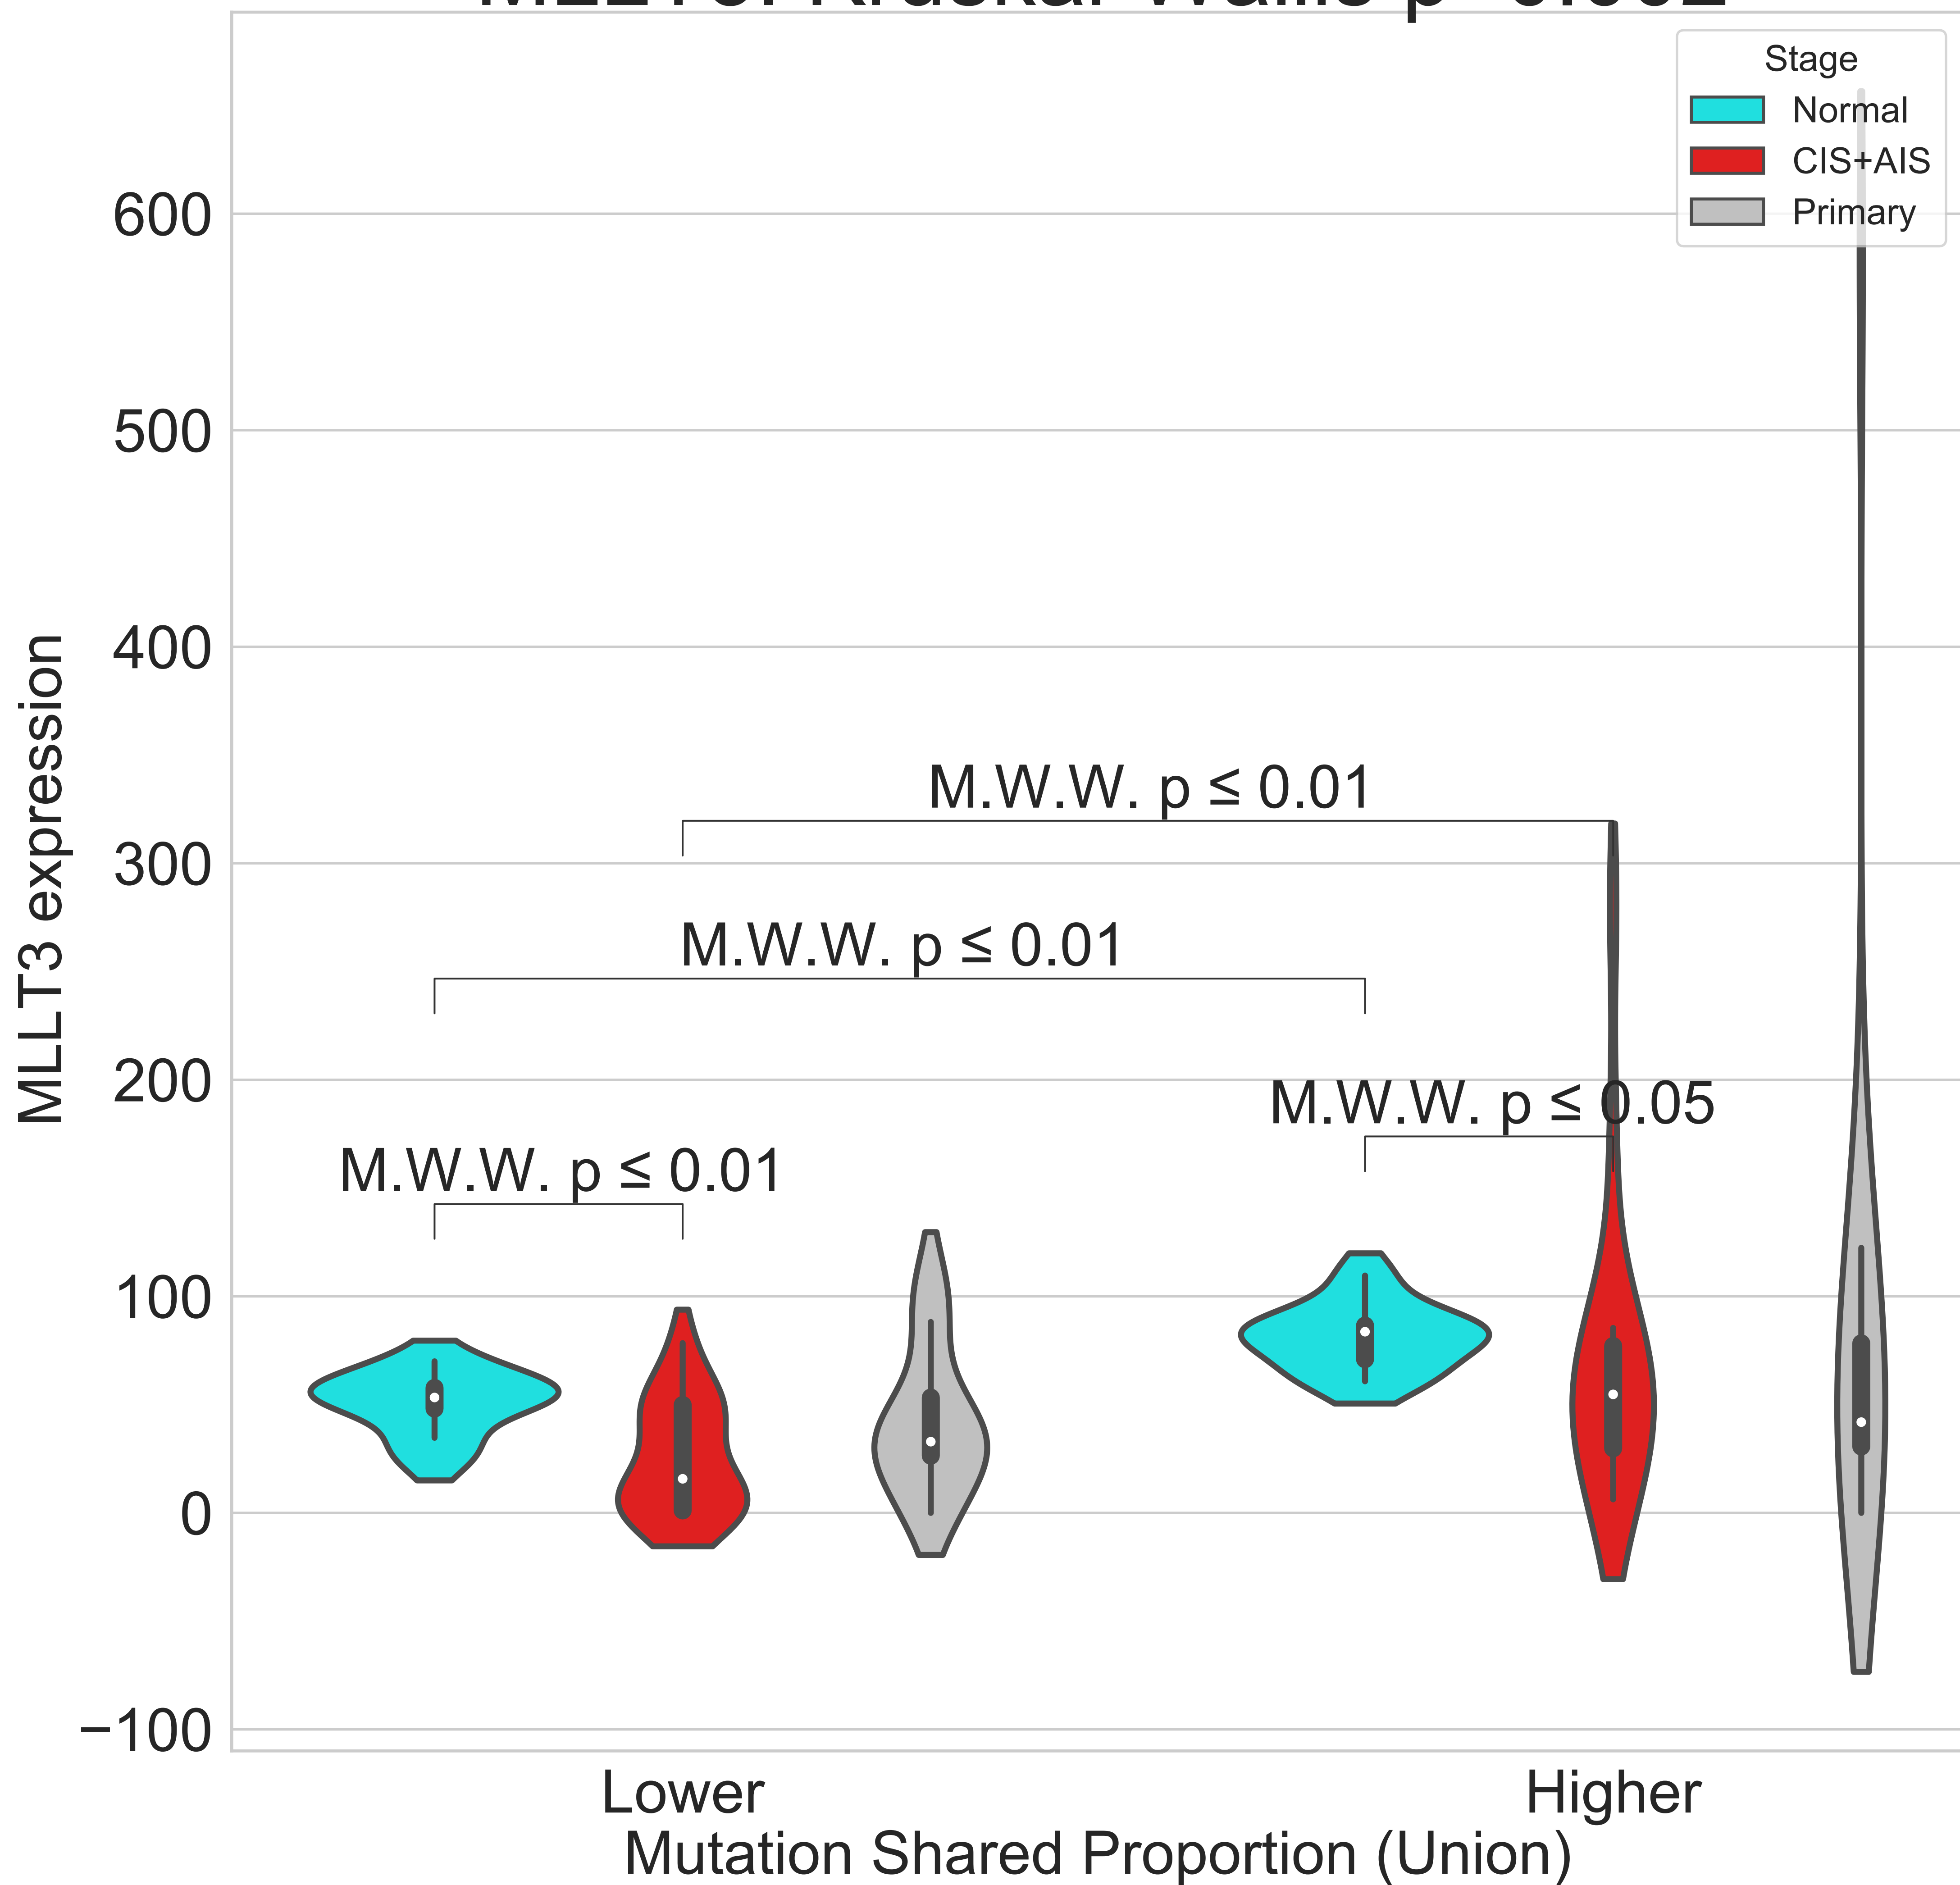 Stage
Normal
CIS+AIS
Primary
600
500
400
300
200
100
0
−100
MLLT3 expression
M.W.W. p ≤ 0.01
M.W.W. p ≤ 0.01
M.W.W. p ≤ 0.05
M.W.W. p ≤ 0.01
Lower
Higher
Mutation Shared Proportion (Union)